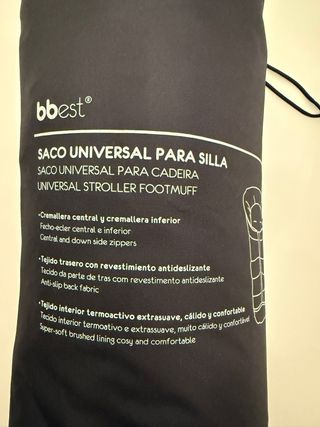 bbest®
SACO UNIVERSAL PARA SILLA
SACO UNIVERSAL PARA CADEIRA
UNIVERSAL STROLLER FOOTMUFF
·Cremallera central y cremallera inferior
Fecho-ecler central e inferior
Central and down side zippers
·Tejido trasero con revestimiento antideslizante
Tecido da parte de tras com revestimiento antideslizante
Anti-slip back fabric
·Tejido interior termoactivo extrasuave, cálido y confortable
Tecido interior termoativo e extrassuave, muito cálido y confortável
Super-soft brushed lining cosy and comfortable